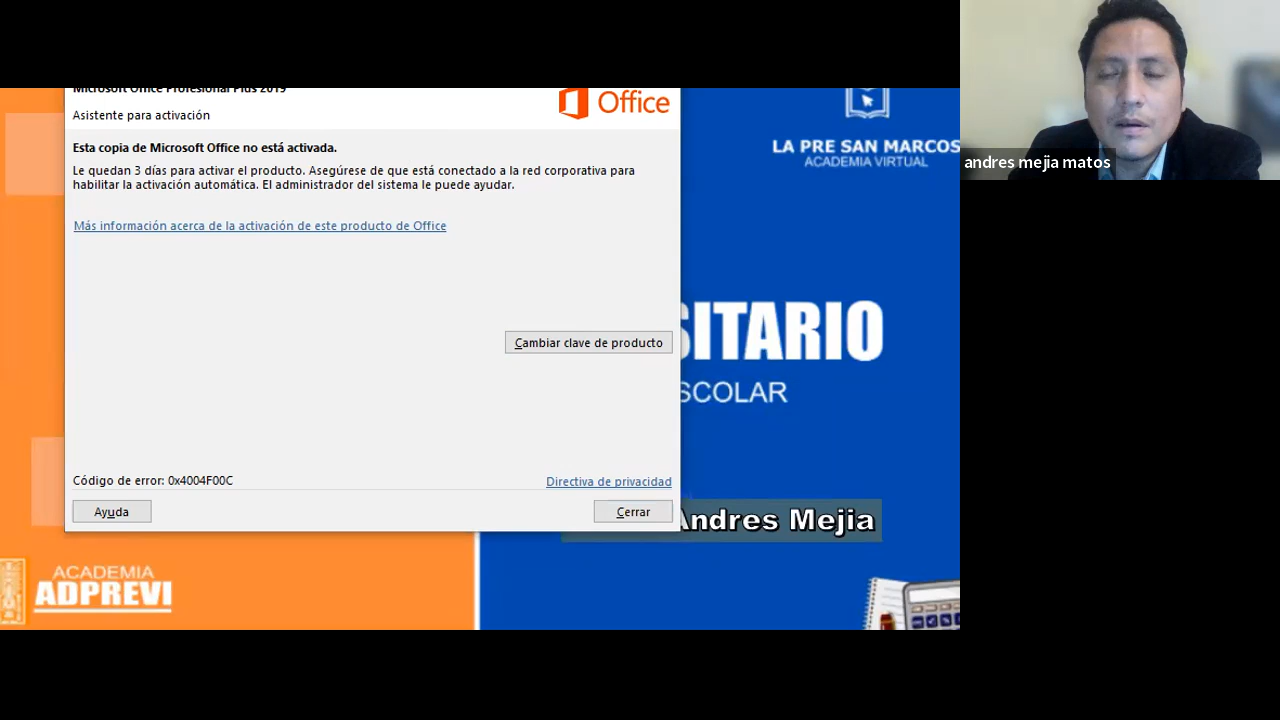 Microsoft Office Profesional Plus 2019
Asistente para activación
Office
Esta copia de Microsoft Office no está activada.
Le quedan 3 días para activar el producto. Asegúrese de que está conectado a la red corporativa para
habilitar la activación automática. El administrador del sistema le puede ayudar.
Más información acerca de la activación de este producto de Office
Cambiar clave de producto
Código de error: 0x4004F00C
Directiva de privacidad
Ayuda
Cerrar
LA PRE SAN MARCOS
ACADEMIA VIRTUAL
SITARIO
SCOLAR
Andres Mejia
ACADEMIA
ADPREVI
andres mejia matos